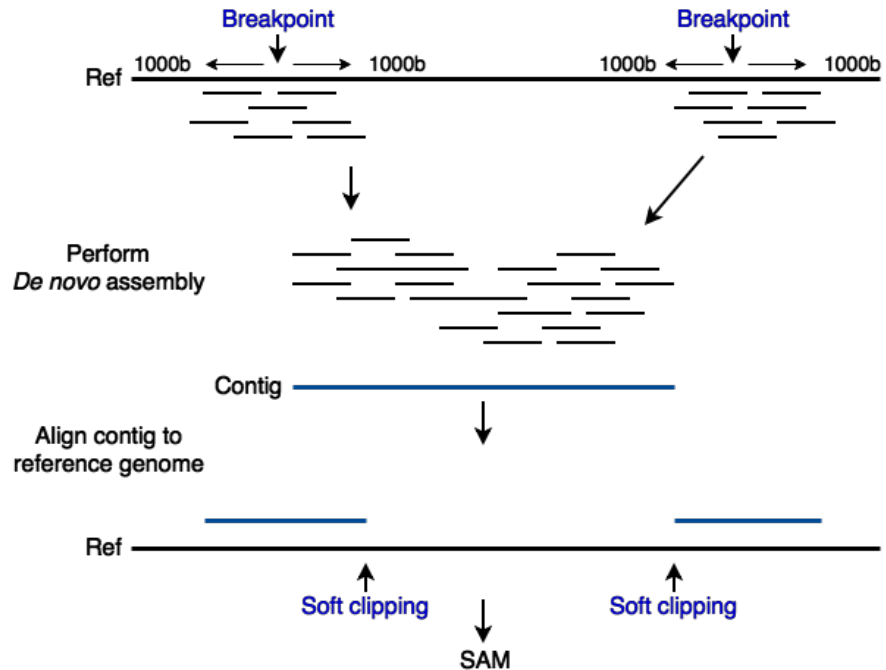 Breakpoint Breakpoint
1000b 1000b 1000b 1000b
Ref
Perform
De novo assembly
Contig
Align contig to
reference genome
Ref
Soft clipping Soft clipping
SAM